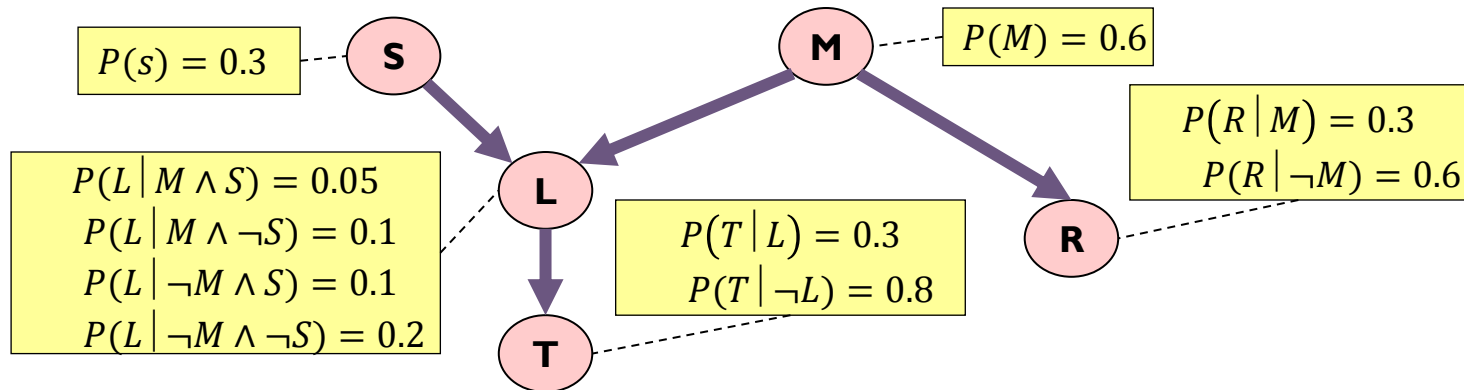 S
M
P(s) = 0.3
P(M) = 0.6
P(R|M) = 0.3
P(R|¬M) = 0.6
P(L|M ∧ S) = 0.05
P(L|M ∧ ¬S) = 0.1
P(L|¬M ∧ S) = 0.1
P(L|¬M ∧ ¬S) = 0.2
L
P(T|L) = 0.3
P(T|¬L) = 0.8
R
T